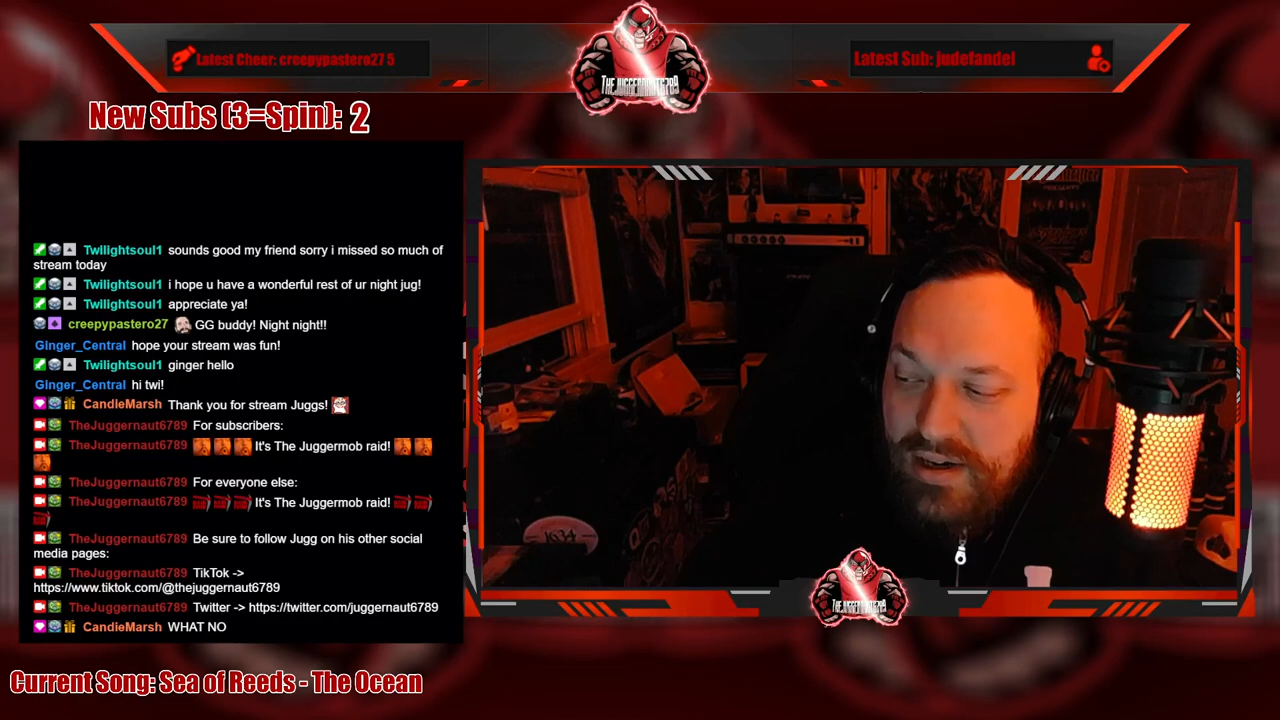 Latest Cheer: creepypastero27 5
THEJUGGERNAUT6789
Latest Sub: judefandel
New Subs (3=Spin): 2
Twilightsoul1 sounds good my friend sorry i missed so much of
stream today
Twilightsoul1 i hope u have a wonderful rest of ur night jug!
Twilightsoul1 appreciate ya!
creepypastero27 GG buddy! Night night!!
Ginger_Central hope your stream was fun!
Twilightsoul1 ginger hello
Ginger_Central hi twi!
CandieMarsh Thank you for stream Juggs!
TheJuggernaut6789 For subscribers:
TheJuggernaut6789 It's The Juggermob raid!
TheJuggernaut6789 For everyone else:
TheJuggernaut6789 It's The Juggermob raid!
TheJuggernaut6789 Be sure to follow Jugg on his other social
media pages:
TheJuggernaut6789 TikTok ->
https://www.tiktok.com/@thejuggernaut6789
TheJuggernaut6789 Twitter -> https://twitter.com/juggernaut6789
CandieMarsh WHAT NO
THEJUGGERNAUT6789
Current Song: Sea of Reeds - The Ocean